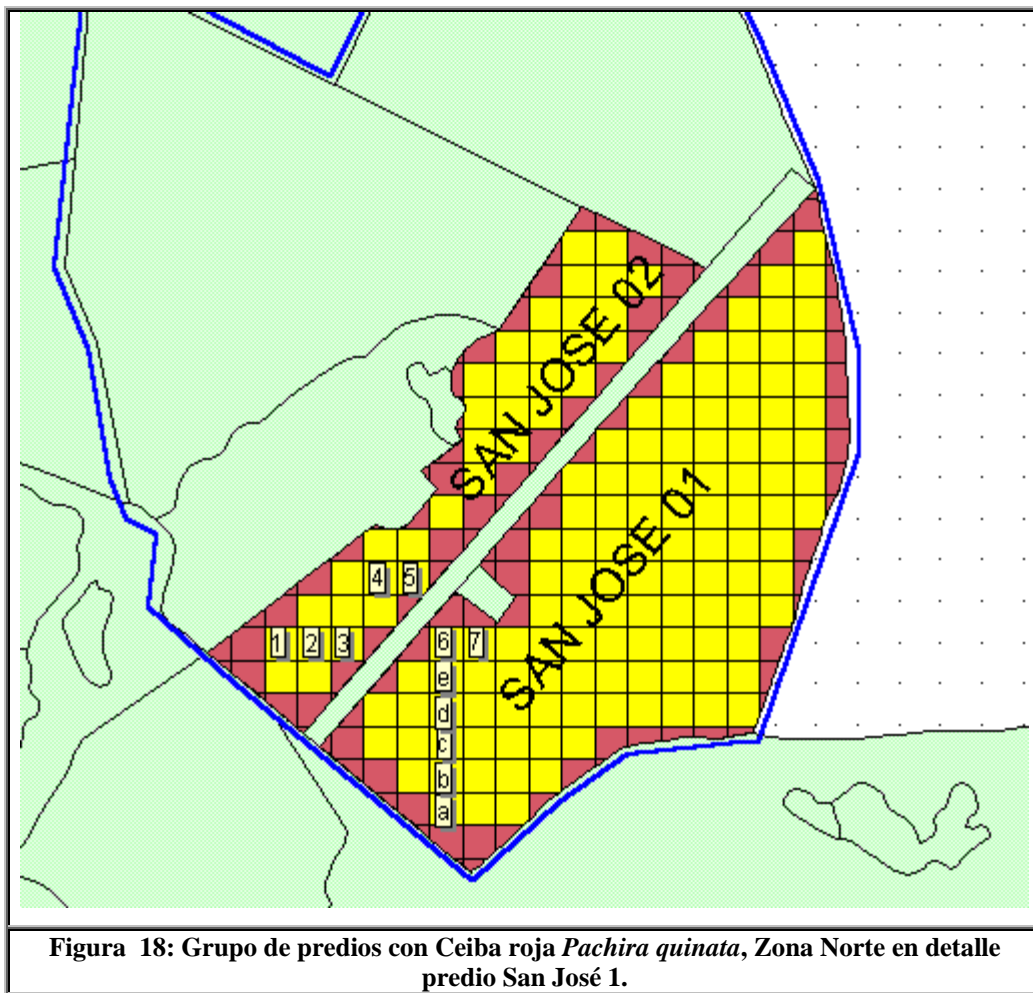 SAN JOSE 02
SAN JOSE 01
4 5
1 2 3
6 7
e
d
c
b
a
Figura 18: Grupo de predios con Ceiba roja Pachira quinata, Zona Norte en detalle
predio San José 1.